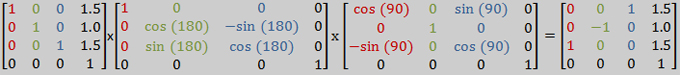 [1 0 0 1.5] [1 0 0 0] [cos (90) 0 sin (90) 0] [0 0 1 1.5]
[0 1 0 1.0] x [0 cos (180) −sin (180) 0] x [0 1 0 0] = [0 −1 0 1.0]
[0 0 1 1.5] [0 sin (180) cos (180) 0] [−sin (90) 0 cos (90) 0] [1 0 0 1.5]
[0 0 0 1] [0 0 0 1] [0 0 0 1] [0 0 0 1]